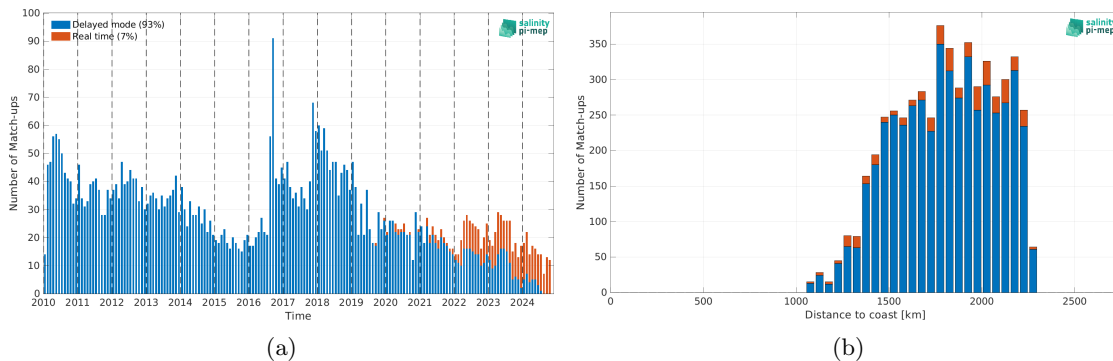 Delayed mode (93%)
Real time (7%)
salinity
pi-mep
Number of Match-ups
100
90
80
70
60
50
40
30
20
10
0
2010 2011 2012 2013 2014 2015 2016 2017 2018 2019 2020 2021 2022 2023 2024
Time
(a)
salinity
pi-mep
Number of Match-ups
350
300
250
200
150
100
50
0
0 500 1000 1500 2000 2500
Distance to coast [km]
(b)